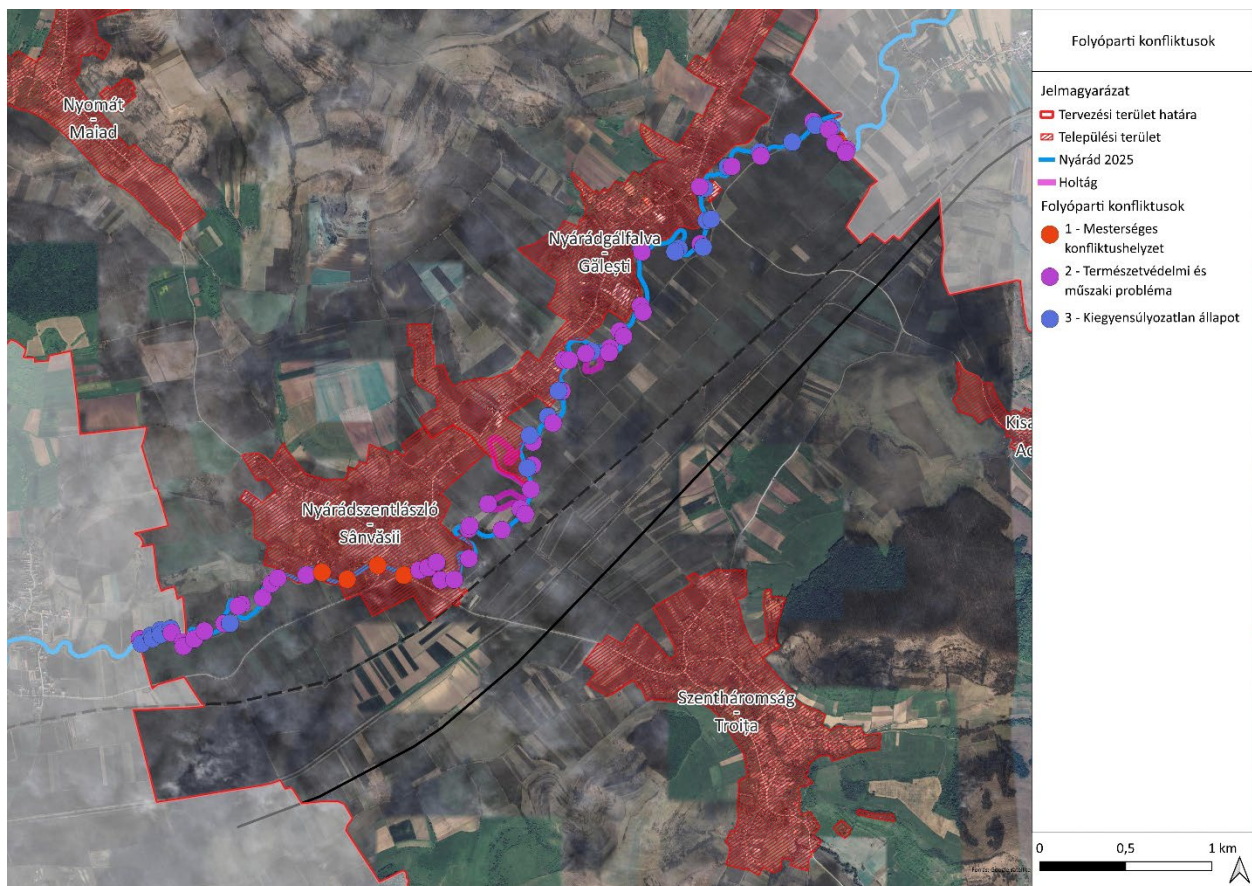 Folyóparti konfliktusok
Jelmagyarázat
Tervezési terület határa
Települési terület
Nyárád 2025
Holtág
Folyóparti konfliktusok
1 - Mesterséges
konfliktushelyzet
2 - Természetvédelmi és
műszaki probléma
3 - Kiegyensúlyozatlan állapot
Nyomát
-
Maiad
Nyárádgálfalva
-
Gălești
Nyárádszentlászló
-
Sânvăsii
Szentháromság
-
Troița
Kisa
Ac
0 0,5 1 km